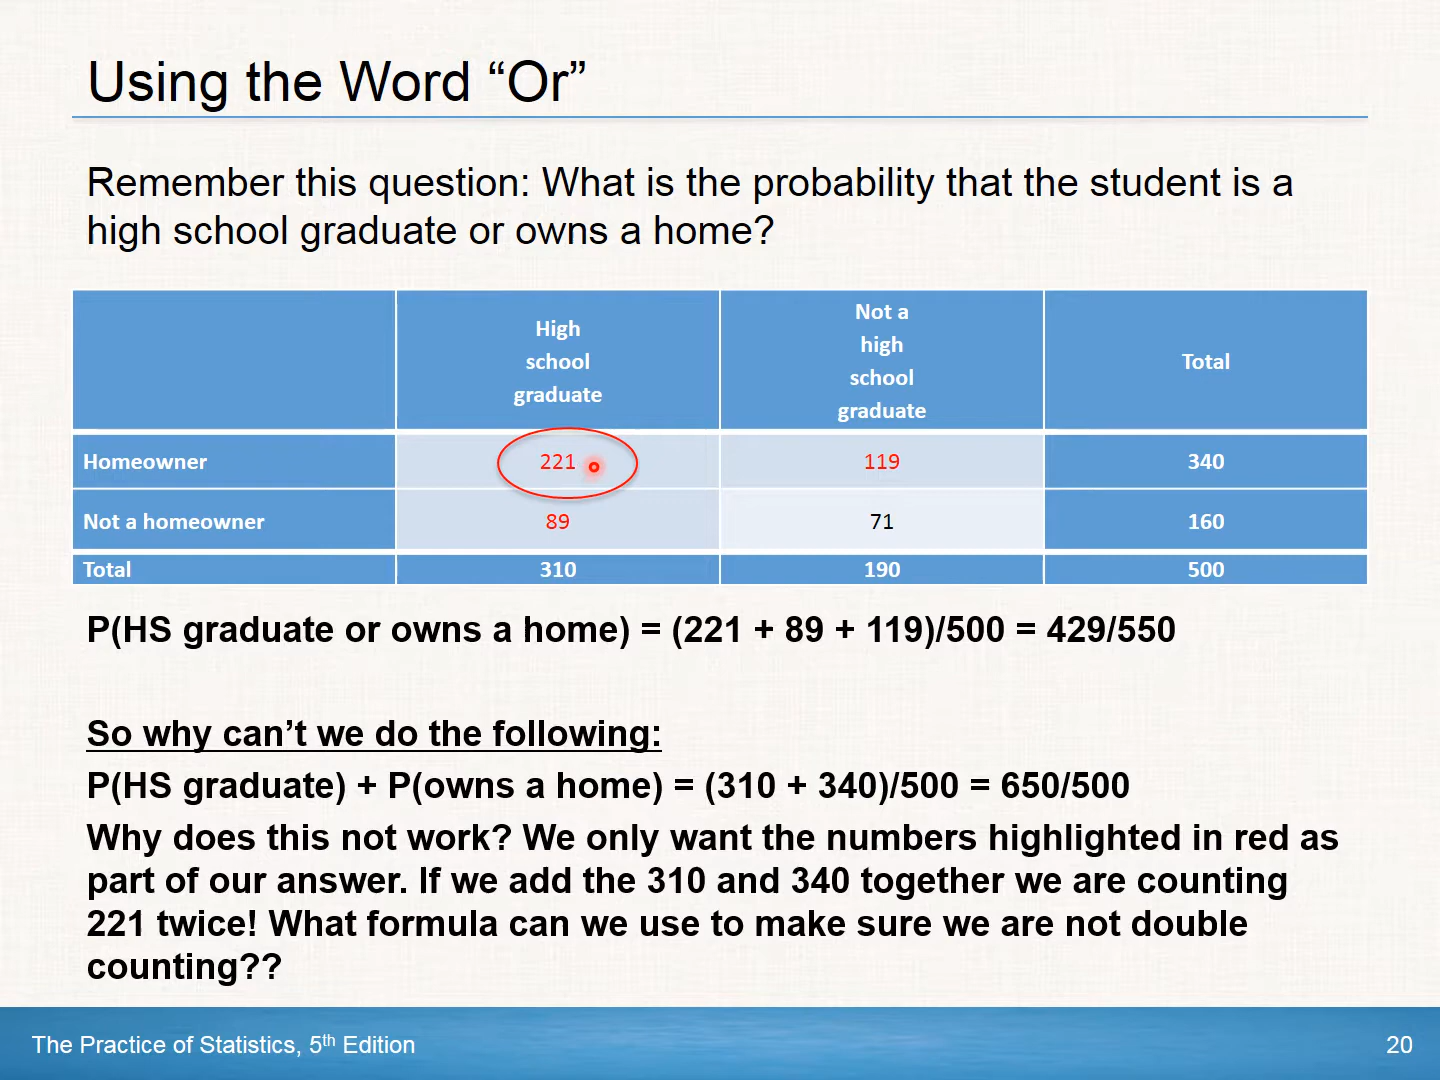 Using the Word “Or”
Remember this question: What is the probability that the student is a
high school graduate or owns a home?
High
school
graduate
Not a
high
school
graduate
Total
Homeowner 221 119 340
Not a homeowner 89 71 160
Total 310 190 500
P(HS graduate or owns a home) = (221 + 89 + 119)/500 = 429/550
So why can’t we do the following:
P(HS graduate) + P(owns a home) = (310 + 340)/500 = 650/500
Why does this not work? We only want the numbers highlighted in red as
part of our answer. If we add the 310 and 340 together we are counting
221 twice! What formula can we use to make sure we are not double
counting??
The Practice of Statistics, 5th Edition 20